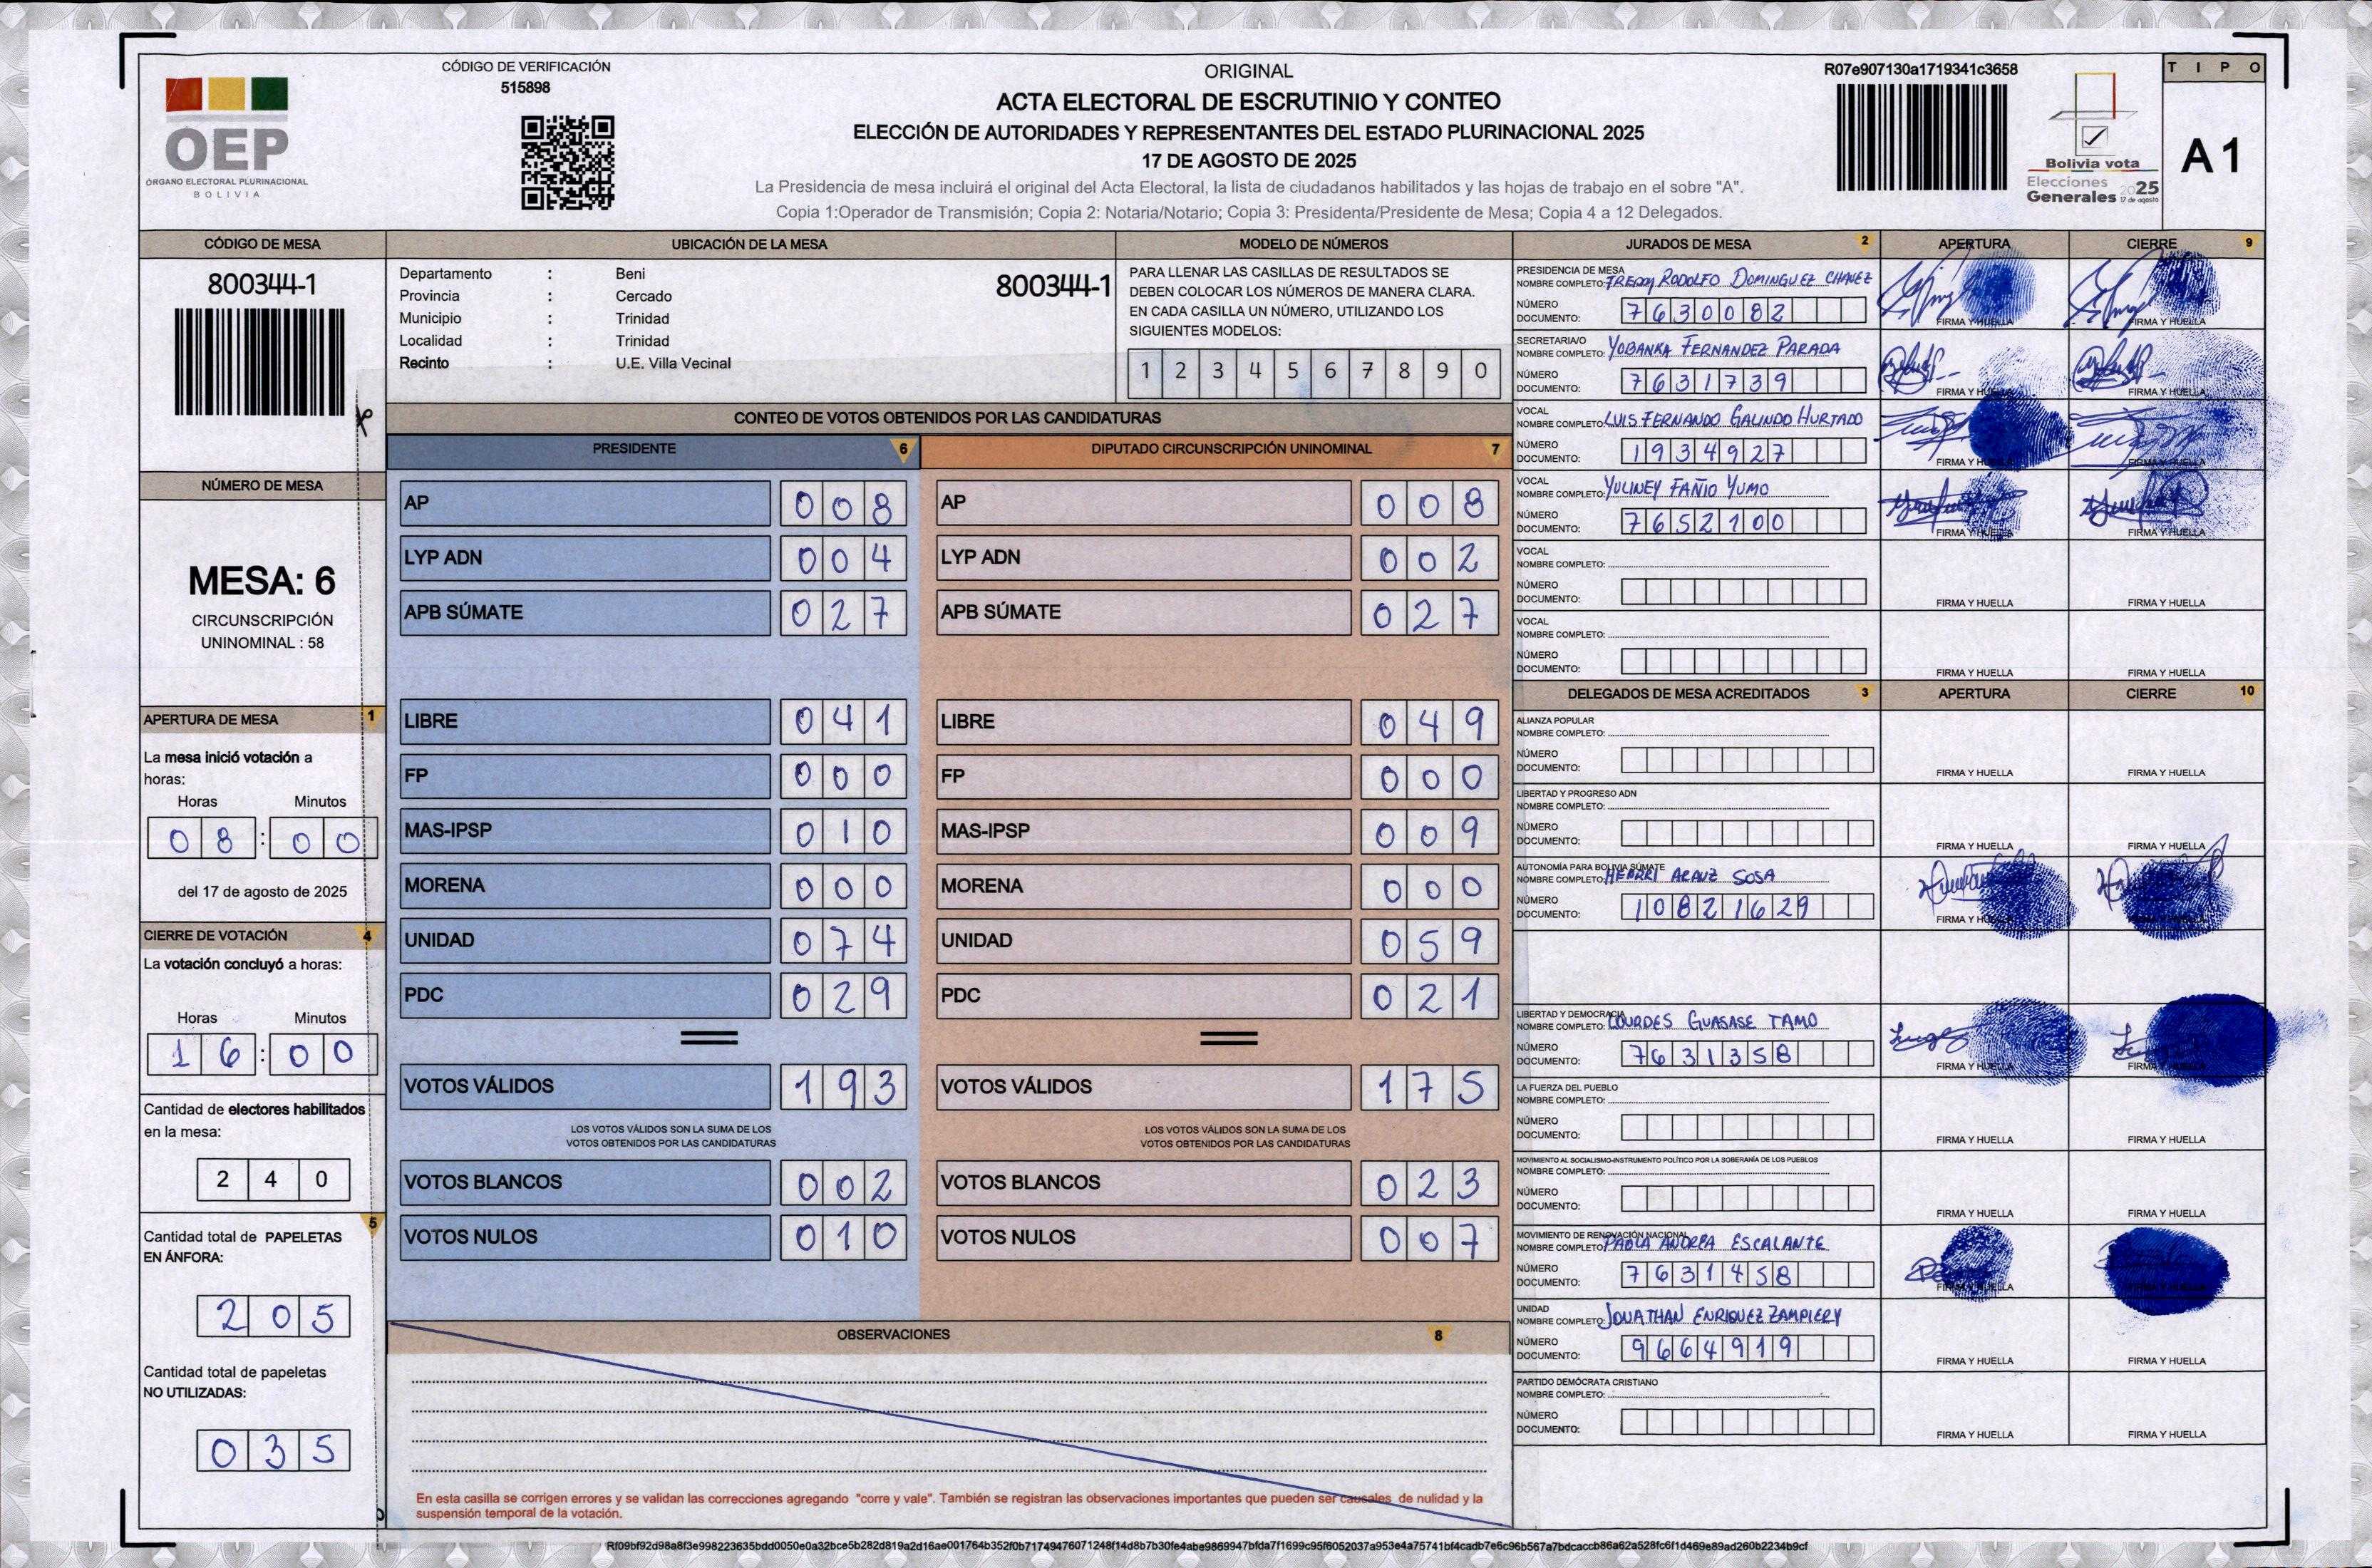 CÓDIGO DE VERIFICACIÓN
515898
OEP
ÓRGANO ELECTORAL PLURINACIONAL
BOLIVIA
ORIGINAL
ACTA ELECTORAL DE ESCRUTINIO Y CONTEO
ELECCIÓN DE AUTORIDADES Y REPRESENTANTES DEL ESTADO PLURINACIONAL 2025
17 DE AGOSTO DE 2025
La Presidencia de mesa incluirá el original del Acta Electoral, la lista de ciudadanos habilitados y las hojas de trabajo en el sobre "A".
Copia 1:Operador de Transmisión; Copia 2: Notaria/Notario; Copia 3: Presidenta/Presidente de Mesa; Copia 4 a 12 Delegados.
R07e907130a1719341c3658
Bolivia vota
Elecciones
Generales 2025
17 de agosto
TIPO
A1
CÓDIGO DE MESA
800344-1
NÚMERO DE MESA
MESA: 6
CIRCUNSCRIPCIÓN
UNINOMINAL : 58
APERTURA DE MESA 1
La mesa inició votación a
horas:
Horas Minutos
08:00
del 17 de agosto de 2025
CIERRE DE VOTACIÓN 4
La votación concluyó a horas:
Horas Minutos
16:00
Cantidad de electores habilitados
en la mesa:
240
5
Cantidad total de PAPELETAS
EN ÁNFORA:
205
Cantidad total de papeletas
NO UTILIZADAS:
035
UBICACIÓN DE LA MESA
Departamento : Beni
800344-1
Provincia : Cercado
Municipio : Trinidad
Localidad : Trinidad
Recinto : U.E. Villa Vecinal
MODELO DE NÚMEROS
PARA LLENAR LAS CASILLAS DE RESULTADOS SE
DEBEN COLOCAR LOS NÚMEROS DE MANERA CLARA.
EN CADA CASILLA UN NÚMERO, UTILIZANDO LOS
SIGUIENTES MODELOS:
1 2 3 4 5 6 7 8 9 0
CONTEO DE VOTOS OBTENIDOS POR LAS CANDIDATURAS
PRESIDENTE 6 DIPUTADO CIRCUNSCRIPCIÓN UNINOMINAL 7
AP 008 AP 008
LYP ADN 004 LYP ADN 002
APB SÚMATE 027 APB SÚMATE 027
LIBRE 041 LIBRE 049
FP 000 FP 000
MAS-IPSP 010 MAS-IPSP 009
MORENA 000 MORENA 000
UNIDAD 074 UNIDAD 059
PDC 029 PDC 021
VOTOS VÁLIDOS 193 VOTOS VÁLIDOS 175
LOS VOTOS VÁLIDOS SON LA SUMA DE LOS LOS VOTOS VÁLIDOS SON LA SUMA DE LOS
VOTOS OBTENIDOS POR LAS CANDIDATURAS VOTOS OBTENIDOS POR LAS CANDIDATURAS
VOTOS BLANCOS 002 VOTOS BLANCOS 023
VOTOS NULOS 010 VOTOS NULOS 007
OBSERVACIONES 8
En esta casilla se corrigen errores y se validan las correcciones agregando "corre y vale". También se registran las observaciones importantes que pueden ser causales de nulidad y la
suspensión temporal de la votación.
JURADOS DE MESA 2 APERTURA CIERRE 9
PRESIDENCIA DE MESA
NOMBRE COMPLETO: FREDDY RODOLFO DOMINGUEZ CHAVEZ
NÚMERO
DOCUMENTO: 7630082 FIRMA Y HUELLA FIRMA Y HUELLA
SECRETARIA/O
NOMBRE COMPLETO: YOBANKA FERNANDEZ PARADA
NÚMERO
DOCUMENTO: 7631739 FIRMA Y HUELLA FIRMA Y HUELLA
VOCAL
NOMBRE COMPLETO: LUIS FERNANDO GALINDO HURTADO
NÚMERO
DOCUMENTO: 1934927 FIRMA Y HUELLA FIRMA Y HUELLA
VOCAL
NOMBRE COMPLETO: YULINEY FAÑIO YUMO
NÚMERO
DOCUMENTO: 7652100 FIRMA Y HUELLA FIRMA Y HUELLA
VOCAL
NOMBRE COMPLETO:
NÚMERO
DOCUMENTO: FIRMA Y HUELLA FIRMA Y HUELLA
VOCAL
NOMBRE COMPLETO:
NÚMERO
DOCUMENTO: FIRMA Y HUELLA FIRMA Y HUELLA
DELEGADOS DE MESA ACREDITADOS 3 APERTURA CIERRE 10
ALIANZA POPULAR
NOMBRE COMPLETO:
NÚMERO
DOCUMENTO: FIRMA Y HUELLA FIRMA Y HUELLA
LIBERTAD Y PROGRESO ADN
NOMBRE COMPLETO:
NÚMERO
DOCUMENTO: FIRMA Y HUELLA FIRMA Y HUELLA
AUTONOMÍA PARA BOLIVIA SÚMATE
NOMBRE COMPLETO: HENRRI ARAUZ SOSA
NÚMERO
DOCUMENTO: 10821629 FIRMA Y HUELLA FIRMA Y HUELLA
LIBERTAD Y DEMOCRACIA
NOMBRE COMPLETO: LOURDES GUASASE TAMO
NÚMERO
DOCUMENTO: 7631358 FIRMA Y HUELLA FIRMA Y HUELLA
LA FUERZA DEL PUEBLO
NOMBRE COMPLETO:
NÚMERO
DOCUMENTO: FIRMA Y HUELLA FIRMA Y HUELLA
MOVIMIENTO AL SOCIALISMO-INSTRUMENTO POLÍTICO POR LA SOBERANÍA DE LOS PUEBLOS
NOMBRE COMPLETO:
NÚMERO
DOCUMENTO: FIRMA Y HUELLA FIRMA Y HUELLA
MOVIMIENTO DE RENOVACIÓN NACIONAL
NOMBRE COMPLETO: PAOLA ANDREA ESCALANTE
NÚMERO
DOCUMENTO: 7631458 FIRMA Y HUELLA
UNIDAD
NOMBRE COMPLETO: JONATHAN ENRIQUEZ ZAMPIERY
NÚMERO
DOCUMENTO: 9664919 FIRMA Y HUELLA FIRMA Y HUELLA
PARTIDO DEMÓCRATA CRISTIANO
NOMBRE COMPLETO:
NÚMERO
DOCUMENTO: FIRMA Y HUELLA FIRMA Y HUELLA